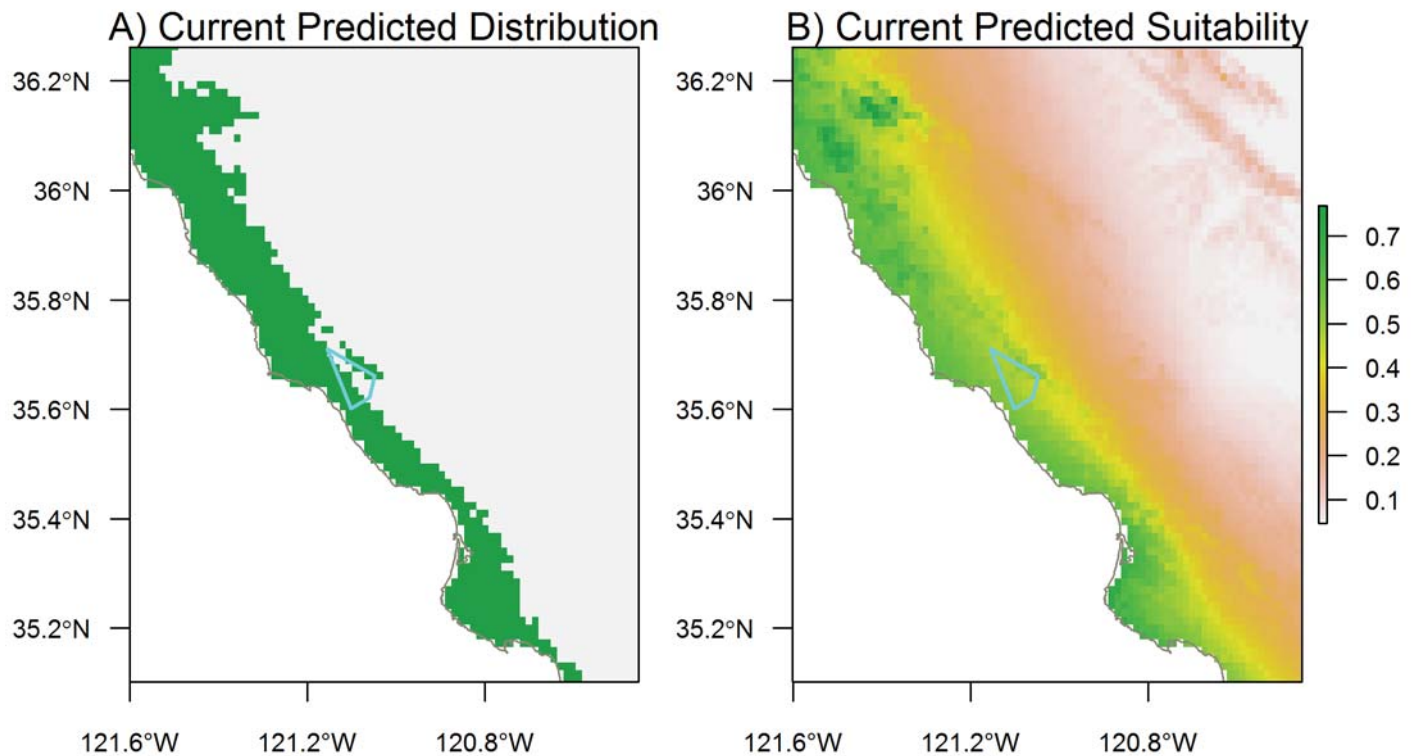 A) Current Predicted Distribution
B) Current Predicted Suitability
36.2°N
36°N
35.8°N
35.6°N
35.4°N
35.2°N
121.6°W
121.2°W
120.8°W
36.2°N
36°N
35.8°N
35.6°N
35.4°N
35.2°N
121.6°W
121.2°W
120.8°W
0.7
0.6
0.5
0.4
0.3
0.2
0.1